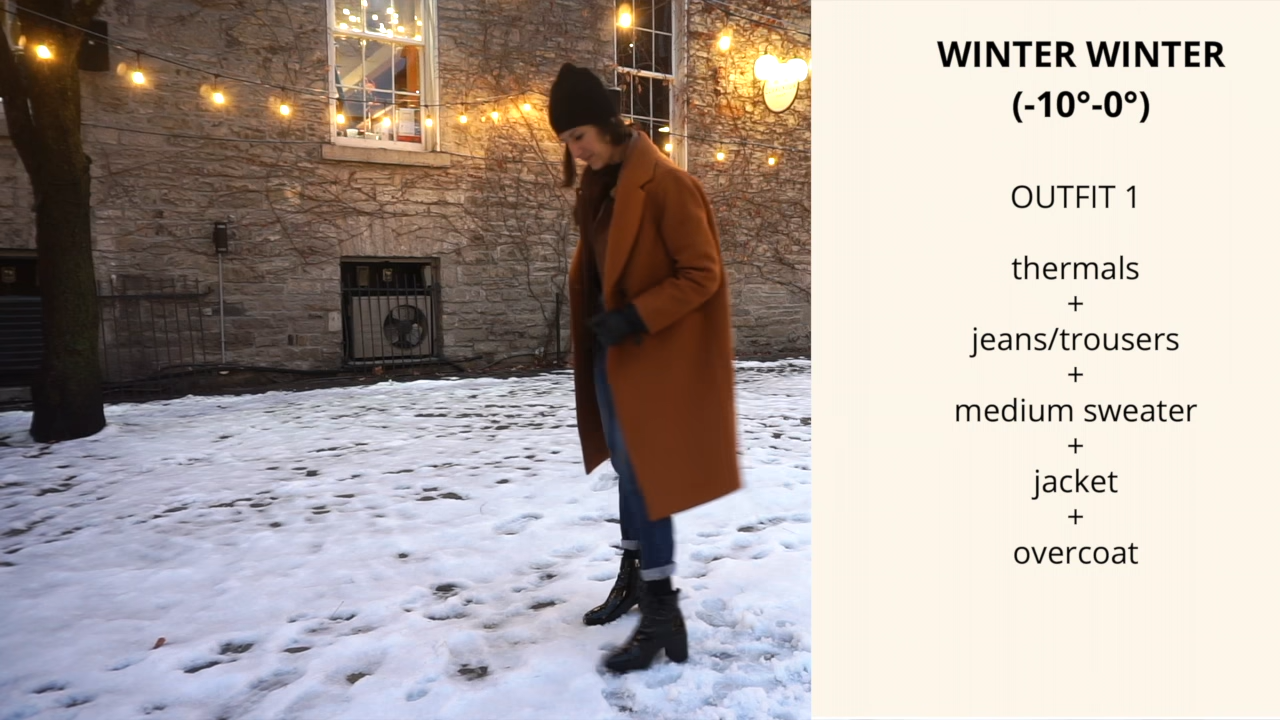 WINTER WINTER
(-10°-0°)
OUTFIT 1
thermals
+
jeans/trousers
+
medium sweater
+
jacket
+
overcoat